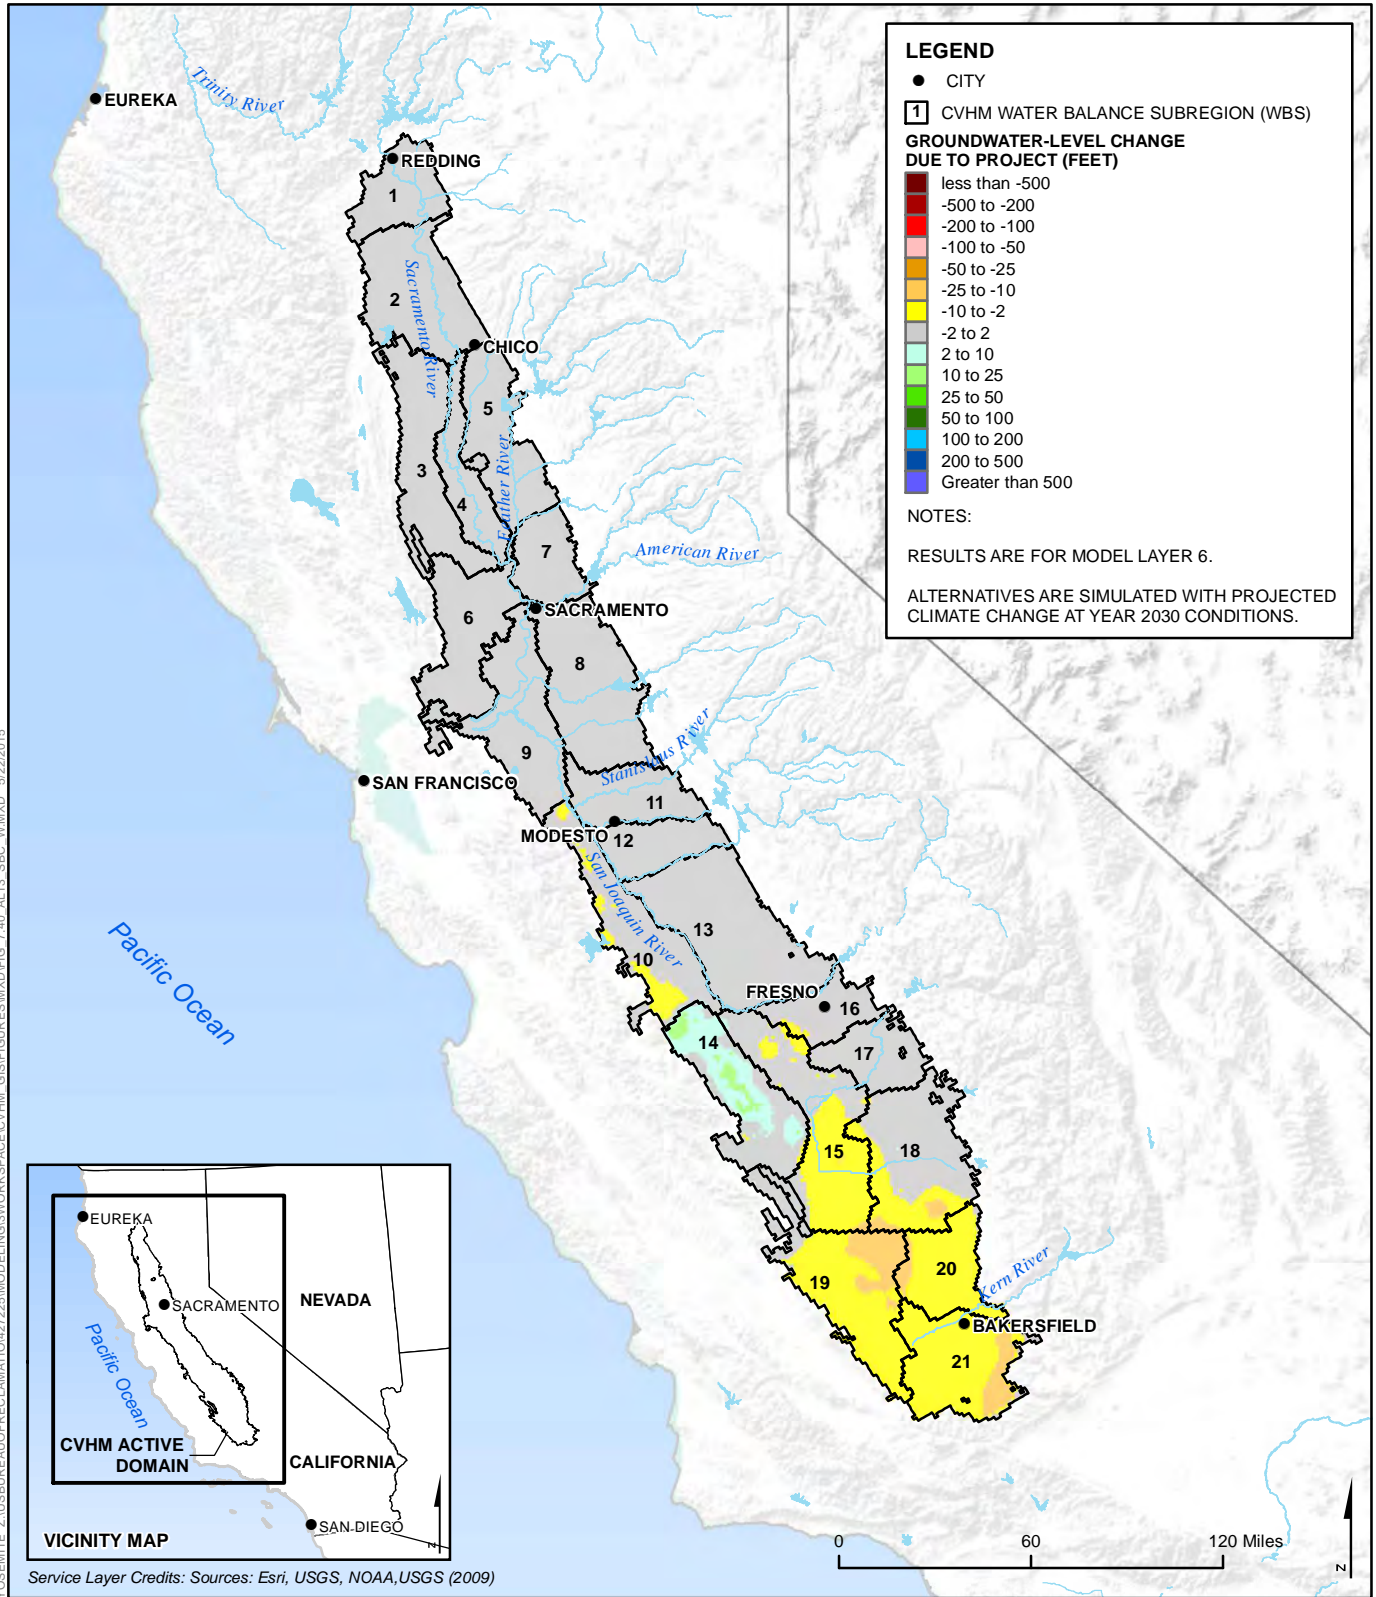 EUREKA
Trinity River
REDDING
1
2
Sacramento River
CHICO
5
3
4
Feather River
7
American River
SACRAMENTO
6
8
9
Stanislaus River
SAN FRANCISCO
11
MODESTO
12
San Joaquin River
13
10
FRESNO
16
14
17
15
18
Pacific Ocean
19
20
Kern River
BAKERSFIELD
21
LEGEND
CITY
1 CVHM WATER BALANCE SUBREGION (WBS)
GROUNDWATER-LEVEL CHANGE
DUE TO PROJECT (FEET)
less than -500
-500 to -200
-200 to -100
-100 to -50
-50 to -25
-25 to -10
-10 to -2
-2 to 2
2 to 10
10 to 25
25 to 50
50 to 100
100 to 200
200 to 500
Greater than 500
NOTES:
RESULTS ARE FOR MODEL LAYER 6.
ALTERNATIVES ARE SIMULATED WITH PROJECTED
CLIMATE CHANGE AT YEAR 2030 CONDITIONS.
EUREKA
SACRAMENTO
NEVADA
Pacific Ocean
CVHM ACTIVE
DOMAIN
CALIFORNIA
SAN DIEGO
VICINITY MAP
N
0 60 120 Miles
N
Service Layer Credits: Sources: Esri, USGS, NOAA,USGS (2009)